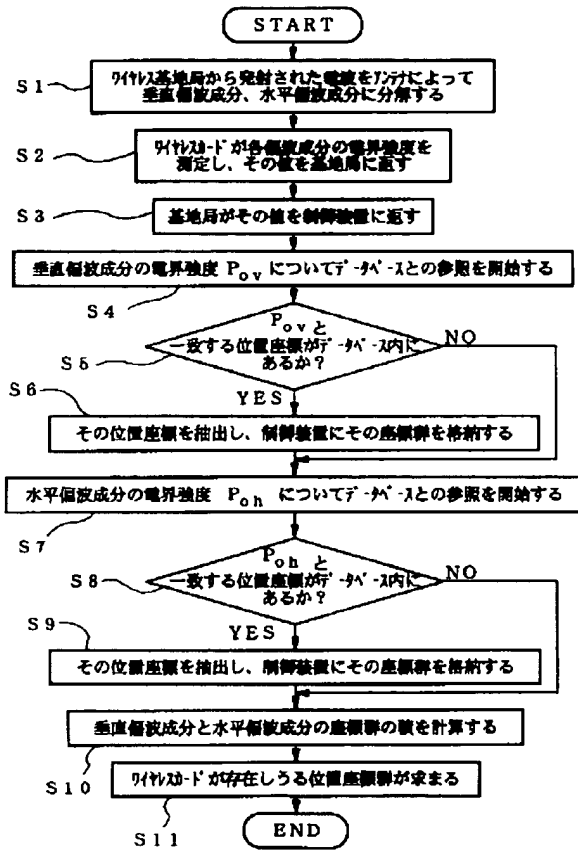 START
S1
ワイヤレス基地局から発射された電波をアンテナによって
垂直偏波成分、水平偏波成分に分解する
S2
ワイヤレスカードが各偏波成分の電界強度を
測定し、その値を基地局に返す
S3
基地局がその値を制御装置に返す
垂直偏波成分の電界強度 Pov についてデータベースとの参照を開始する
S4
Povと
一致する位置座標がデータベース内に
あるか?
S5
NO
YES
S6
その位置座標を抽出し、制御装置にその座標群を格納する
水平偏波成分の電界強度 Poh についてデータベースとの参照を開始する
S7
Poh と
一致する位置座標がデータベース内に
あるか?
S8
NO
YES
S9
その位置座標を抽出し、制御装置にその座標群を格納する
垂直偏波成分と水平偏波成分の座標群の積を計算する
S10
ワイヤレスカードが存在しうる位置座標群が求まる
S11
END